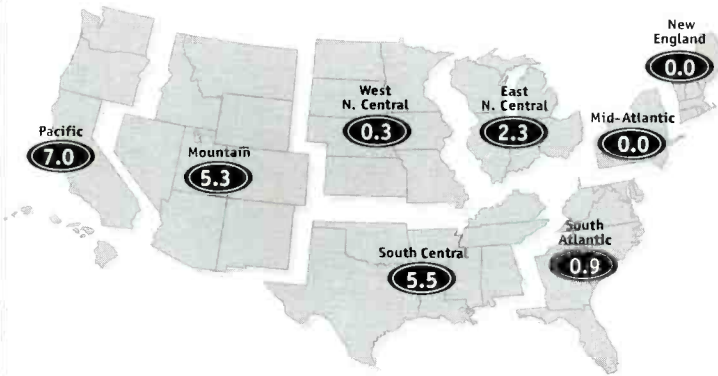 New
England
0.0
West
N. Central
0.3
East
N. Central
2.3
Mid-Atlantic
0.0
Pacific
7.0
Mountain
5.3
South Central
5.5
South
Atlantic
0.9